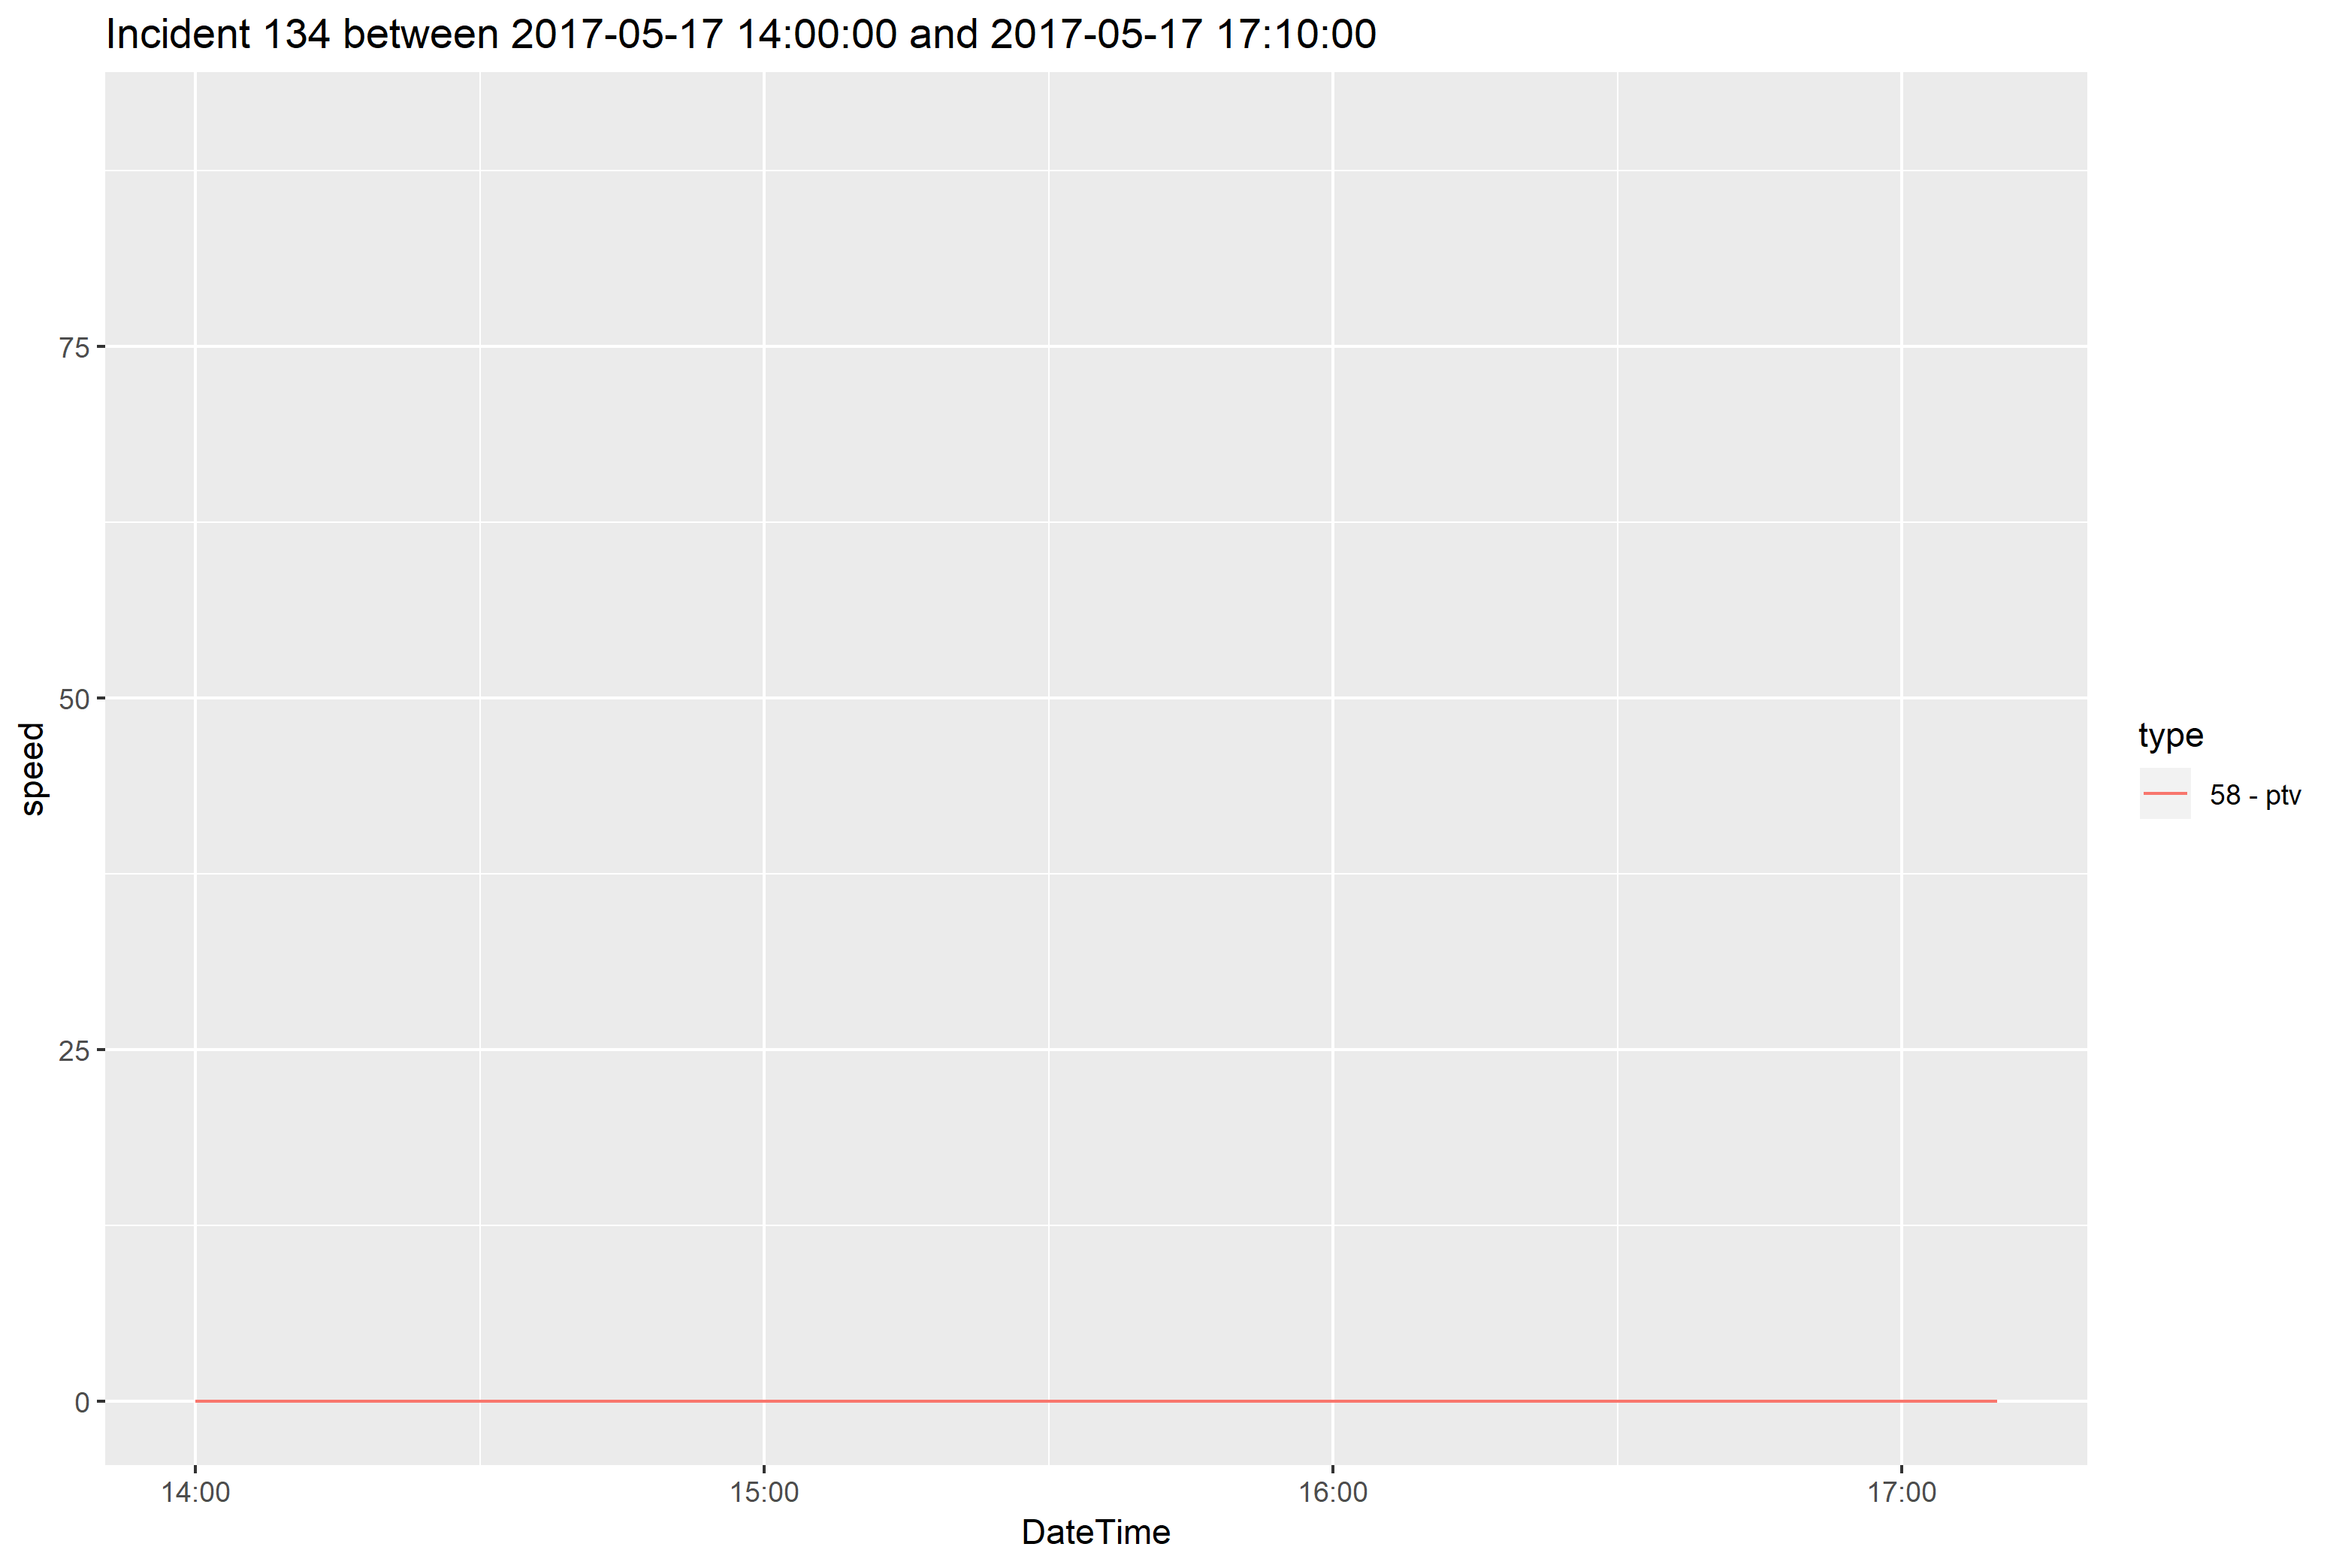 Incident 134 between 2017-05-17 14:00:00 and 2017-05-17 17:10:00
75
50
25
0
speed
14:00 15:00 16:00 17:00
DateTime
type
58 - ptv